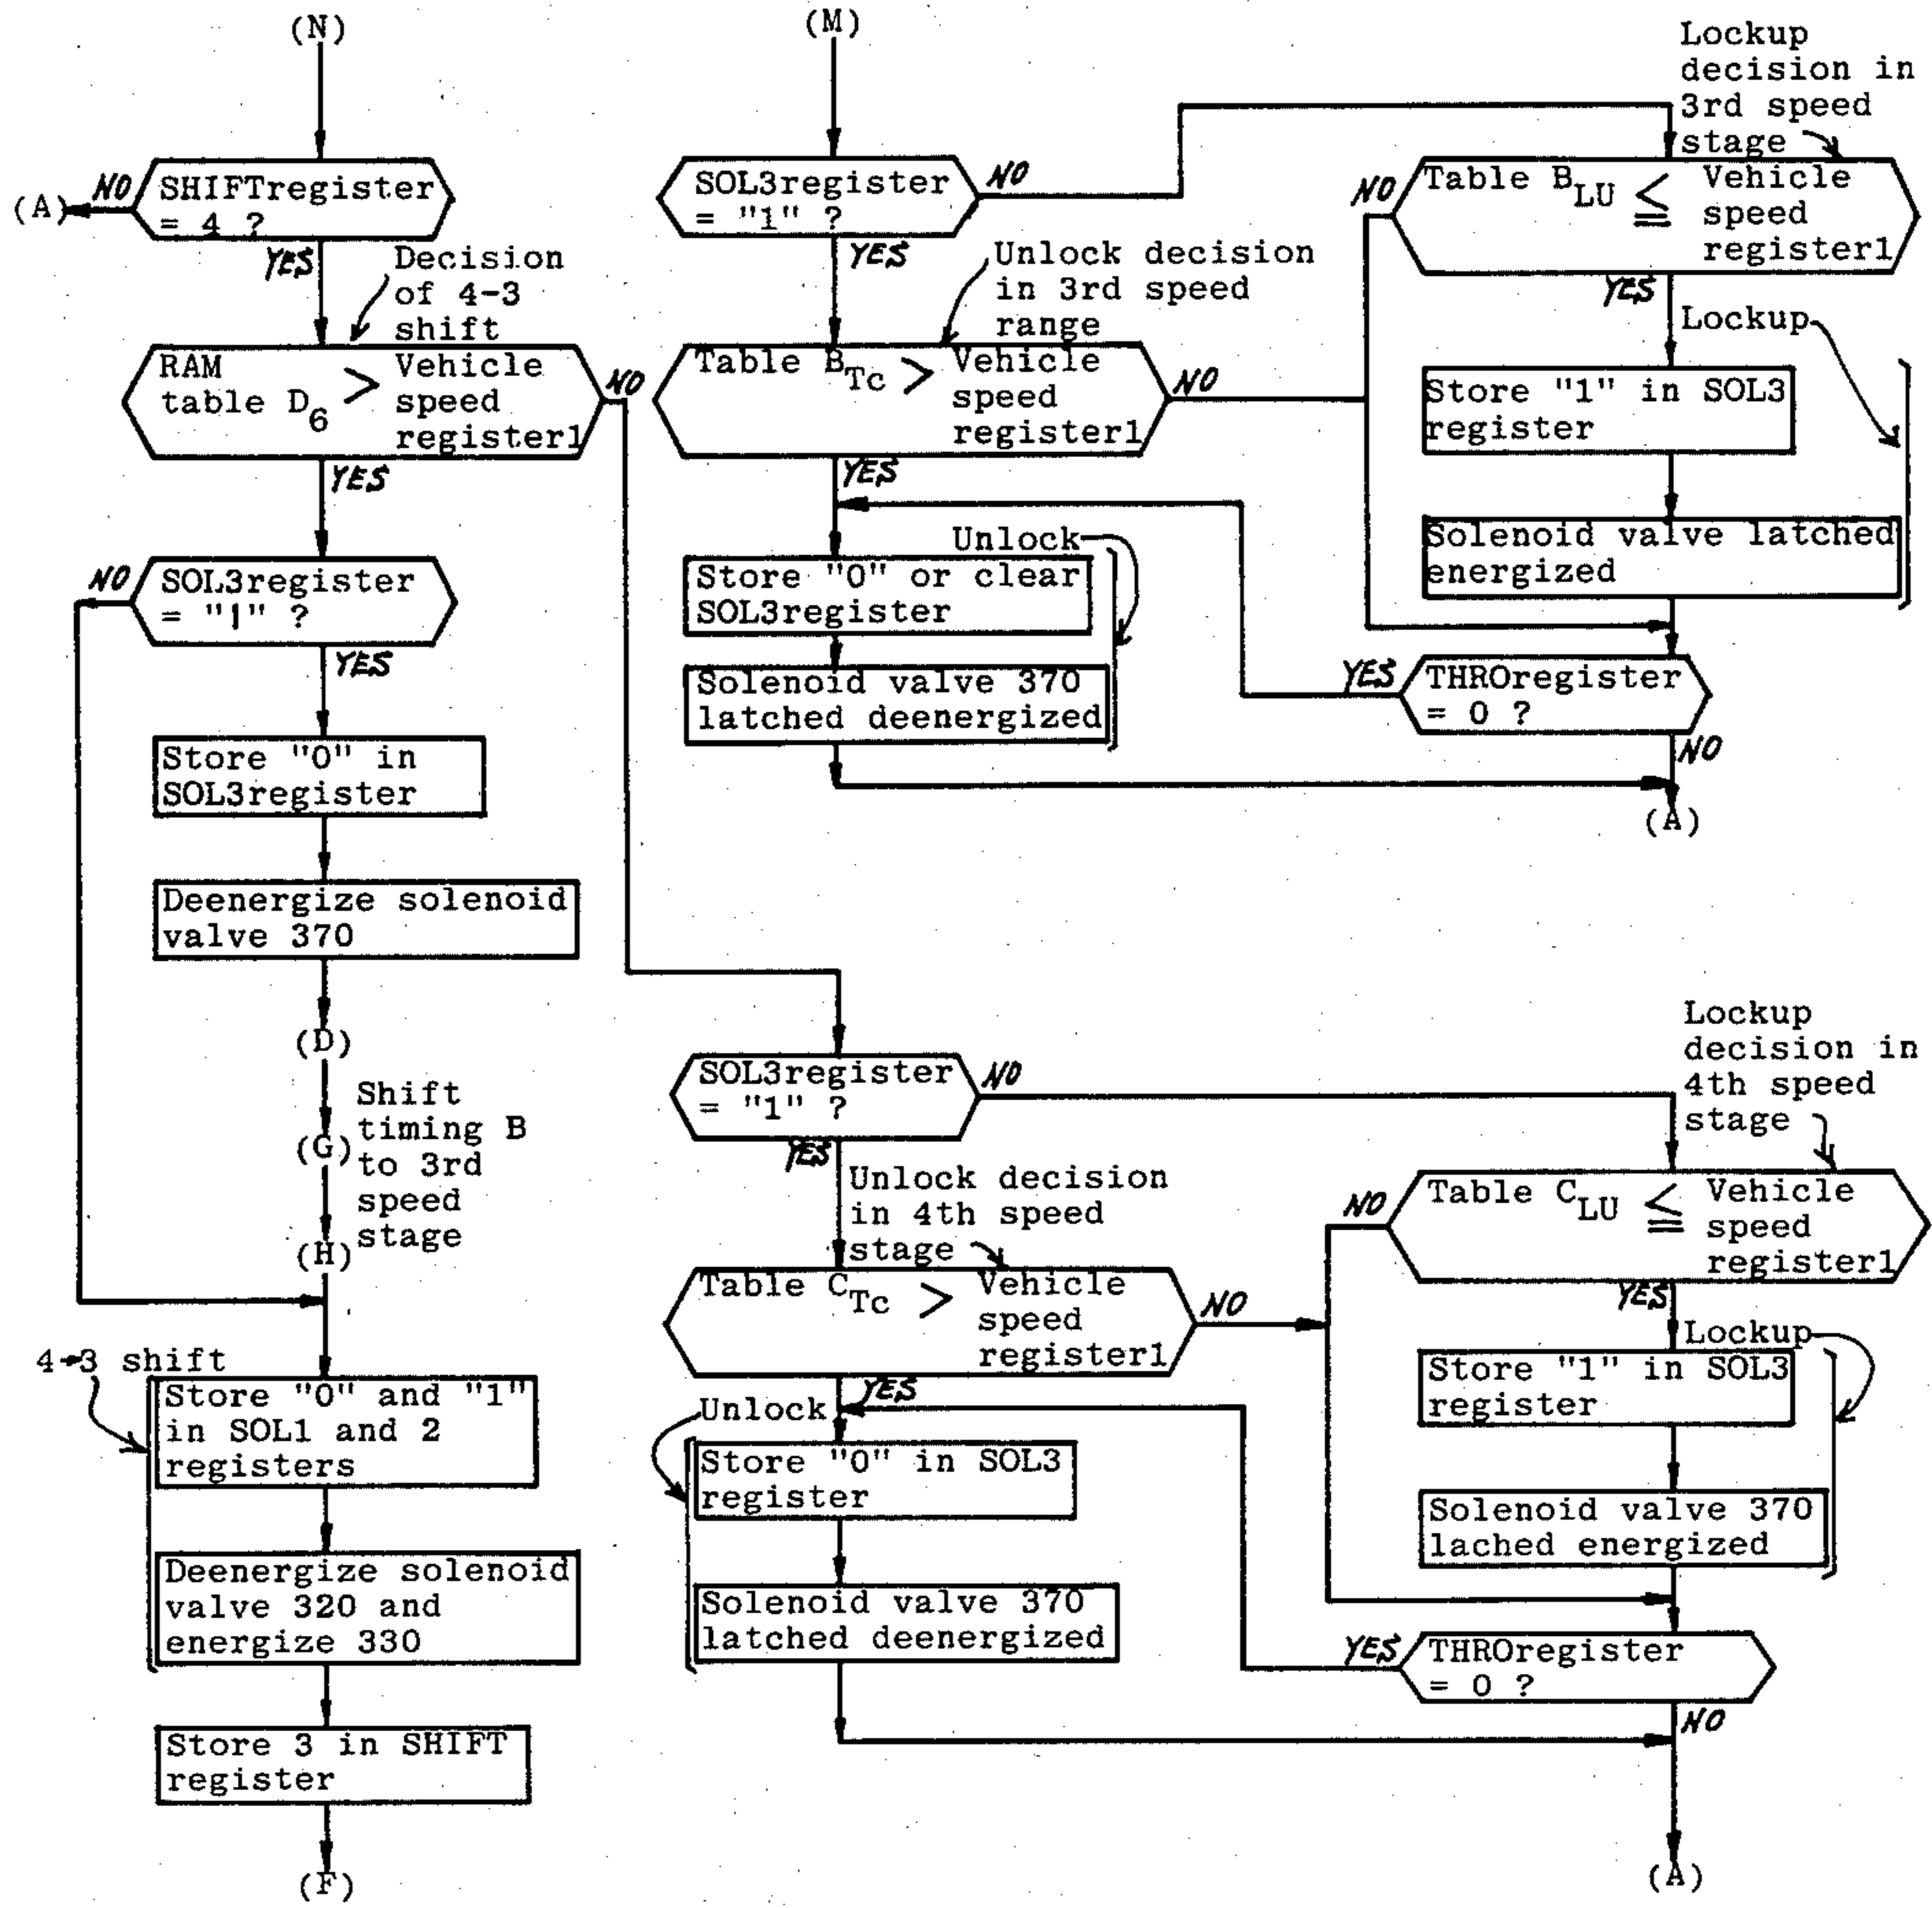 (N)
(A)
NO
SHIFTregister
= 4 ?
YES
Decision
of 4-3
shift
RAM
table D6 > Vehicle
speed
register1
NO
YES
NO
SOL3register
= "1" ?
YES
Store "0" in
SOL3register
Deenergize solenoid
valve 370
(D)
Shift
timing B
(G)
to 3rd
speed
stage
(H)
4→3 shift
Store "0" and "1"
in SOL1 and 2
registers
Deenergize solenoid
valve 320 and
energize 330
Store 3 in SHIFT
register
(F)
(M)
SOL3register
= "1" ?
NO
YES
Unlock decision
in 3rd speed
range
Table BTc > Vehicle
speed
register1
NO
YES
Unlock
Store "0" or clear
SOL3register
Solenoid valve 370
latched deenergized
Lockup
decision in
3rd speed
stage
NO
Table BLU ≦ Vehicle
speed
register1
YES
Lockup
Store "1" in SOL3
register
Solenoid valve latched
energized
YES
THROregister
= 0 ?
NO
(A)
SOL3register
= "1" ?
NO
YES
Unlock decision
in 4th speed
stage
Table CTc > Vehicle
speed
register1
NO
YES
Unlock
Store "0" in SOL3
register
Solenoid valve 370
latched deenergized
Lockup
decision in
4th speed
stage
NO
Table CLU ≦ Vehicle
speed
register1
YES
Lockup
Store "1" in SOL3
register
Solenoid valve 370
lached energized
YES
THROregister
= 0 ?
NO
(A)